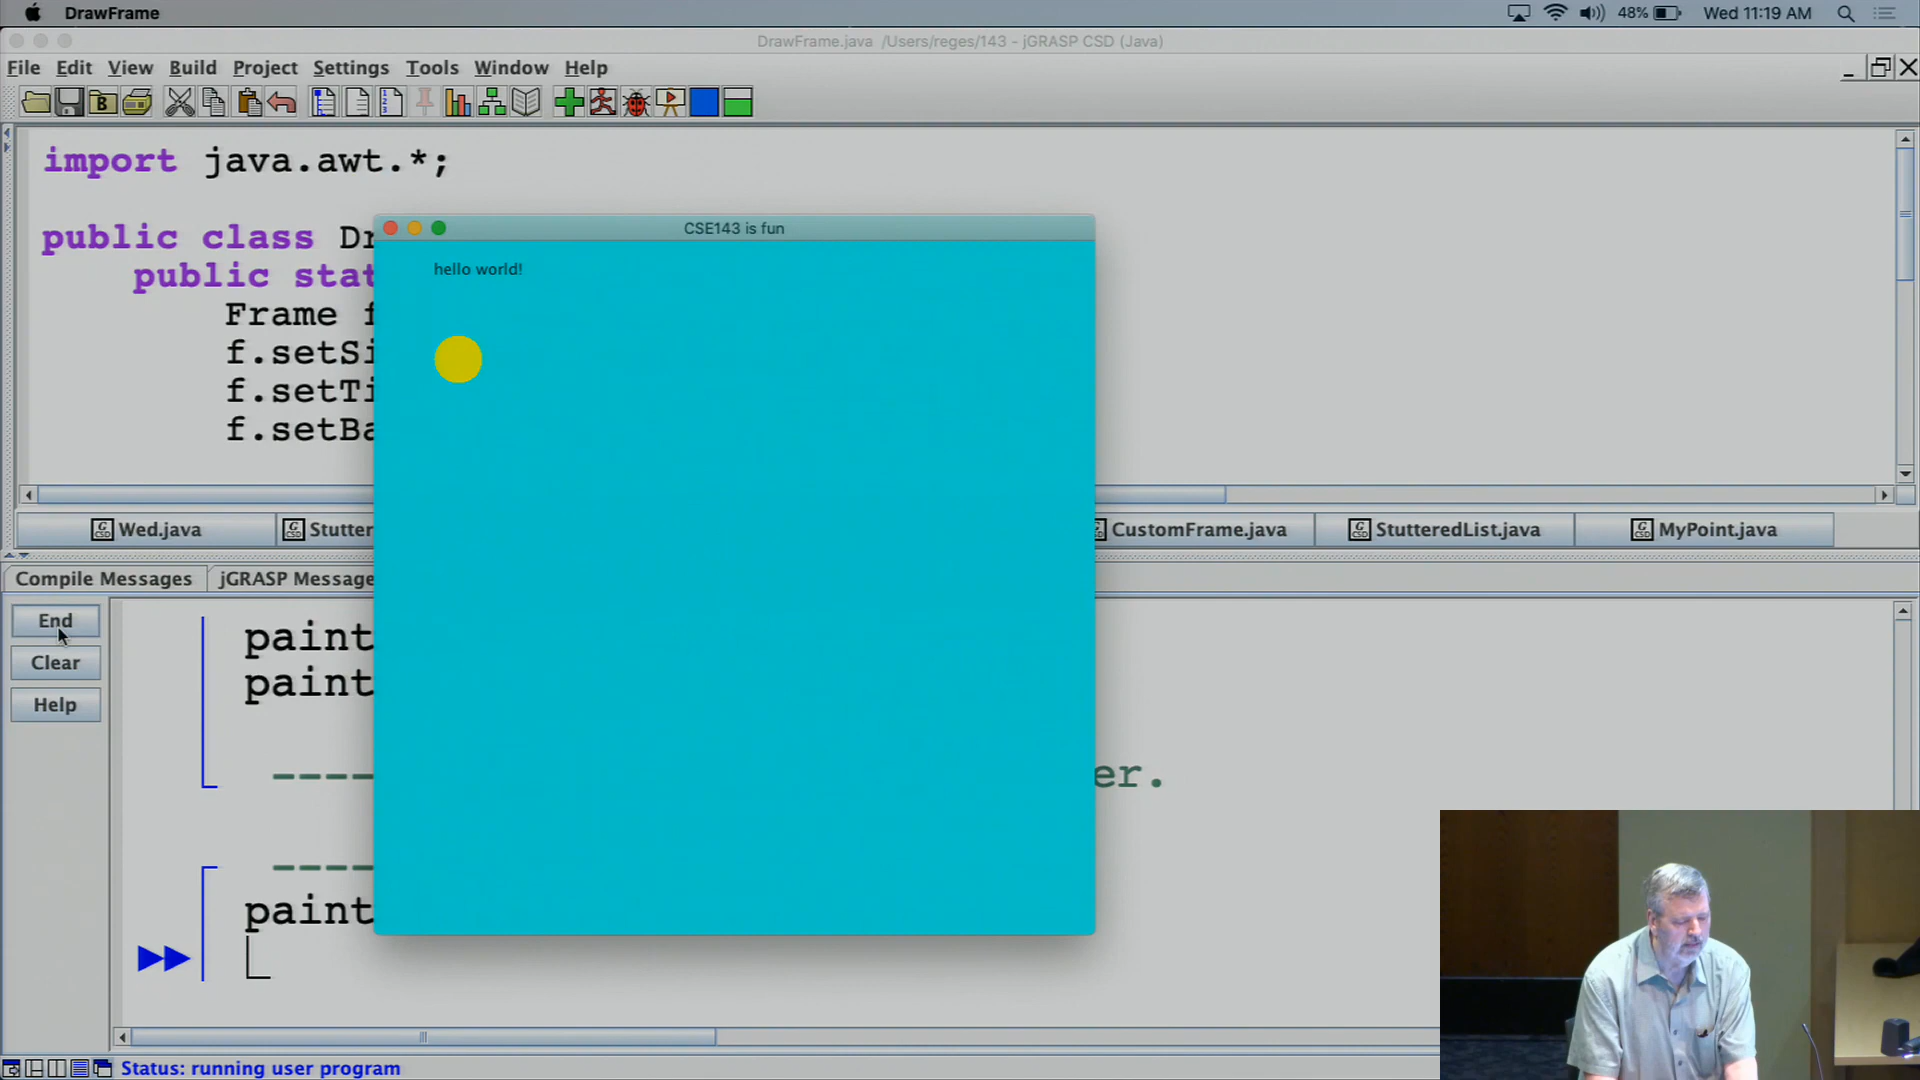 DrawFrame
48% Wed 11:19 AM
DrawFrame.java /Users/reges/143 - jGRASP CSD (Java)
File Edit View Build Project Settings Tools Window Help
import java.awt.*;
public class Dr
public stat
Frame f
f.setSi
f.setTi
f.setBa
CSE143 is fun
hello world!
Wed.java Stutter CustomFrame.java StutteredList.java MyPoint.java
Compile Messages jGRASP Message
End
Clear
Help
paint
paint
---- er.
----
paint
Status: running user program